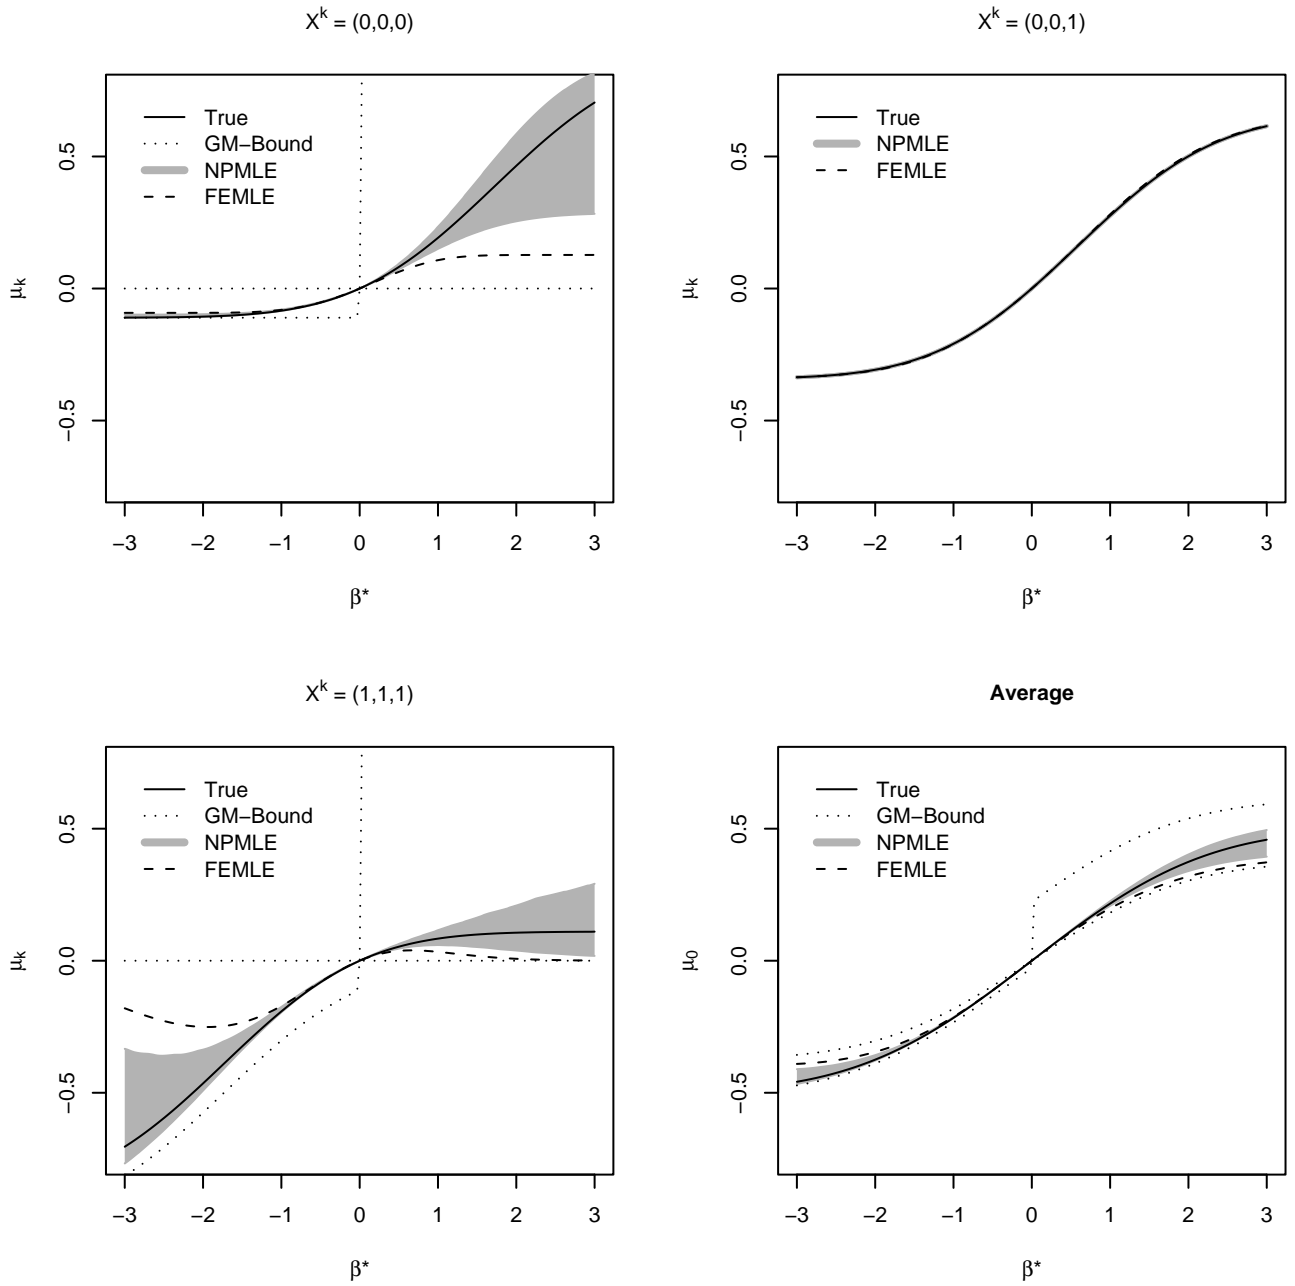 X^k = (0,0,0)
True
GM−Bound
NPMLE
FEMLE
0.5
0.0
−0.5
μ_k
−3 −2 −1 0 1 2 3
β*
X^k = (0,0,1)
True
NPMLE
FEMLE
0.5
0.0
−0.5
μ_k
−3 −2 −1 0 1 2 3
β*
X^k = (1,1,1)
True
GM−Bound
NPMLE
FEMLE
0.5
0.0
−0.5
μ_k
−3 −2 −1 0 1 2 3
β*
Average
True
GM−Bound
NPMLE
FEMLE
0.5
0.0
−0.5
μ_0
−3 −2 −1 0 1 2 3
β*